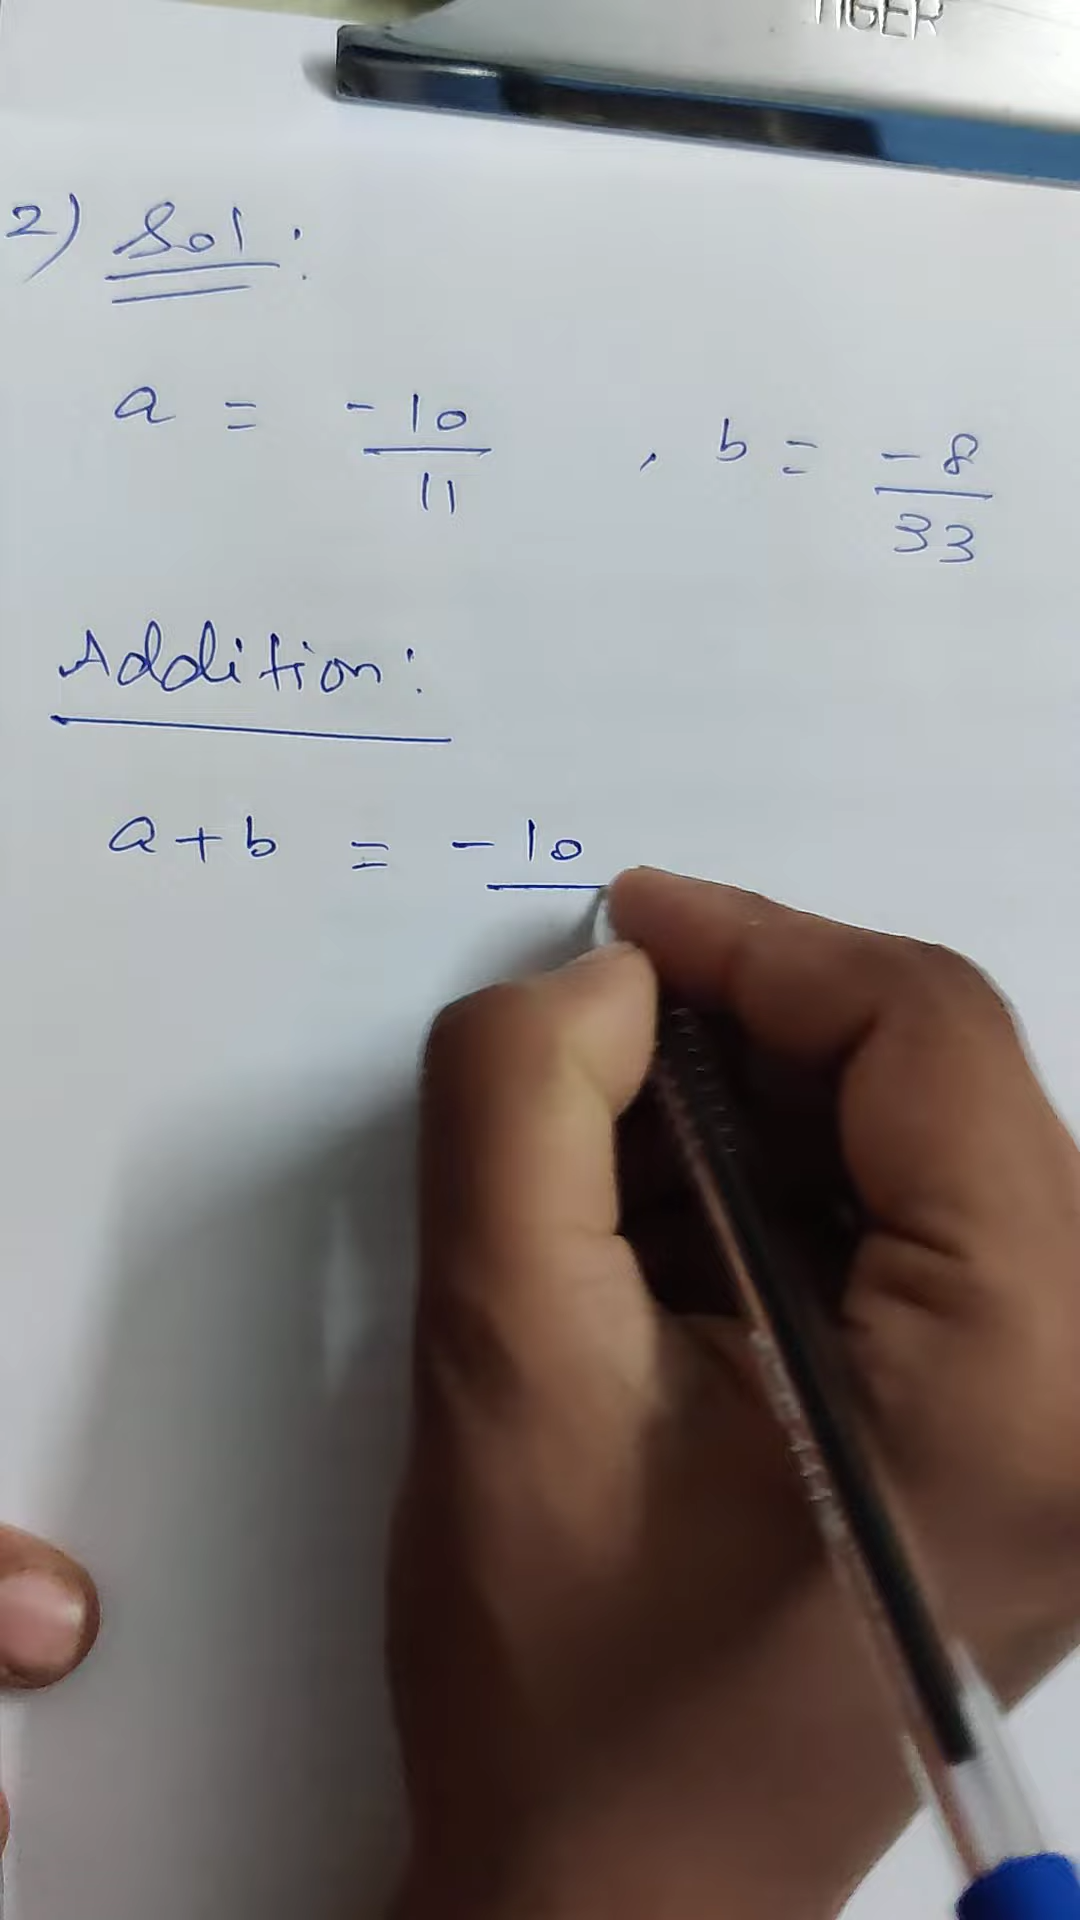 TIGER
2) Sol:
a = -10/11 , b = -8/33
Addition:
a+b = -10